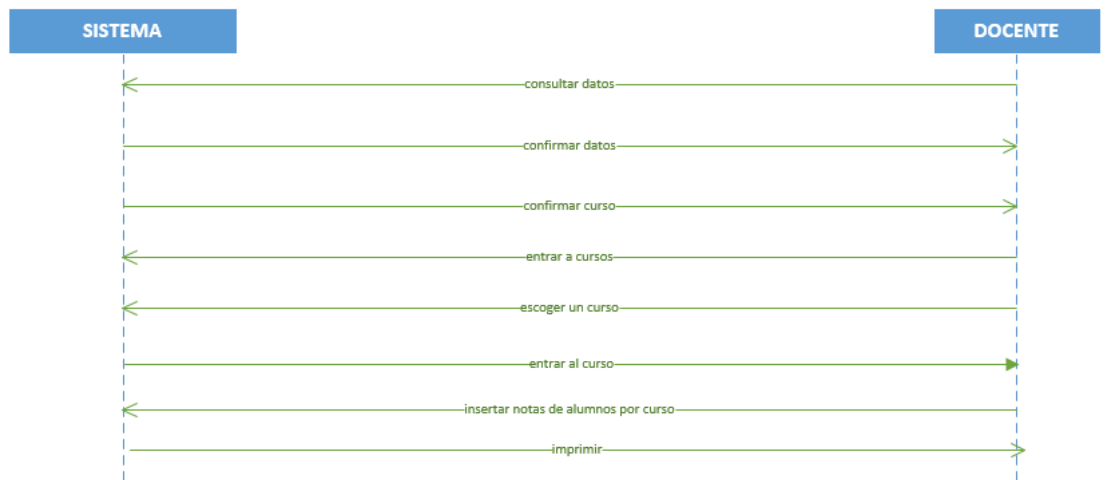 SISTEMA
DOCENTE
consultar datos
confirmar datos
confirmar curso
entrar a cursos
escoger un curso
entrar al curso
insertar notas de alumnos por curso
imprimir